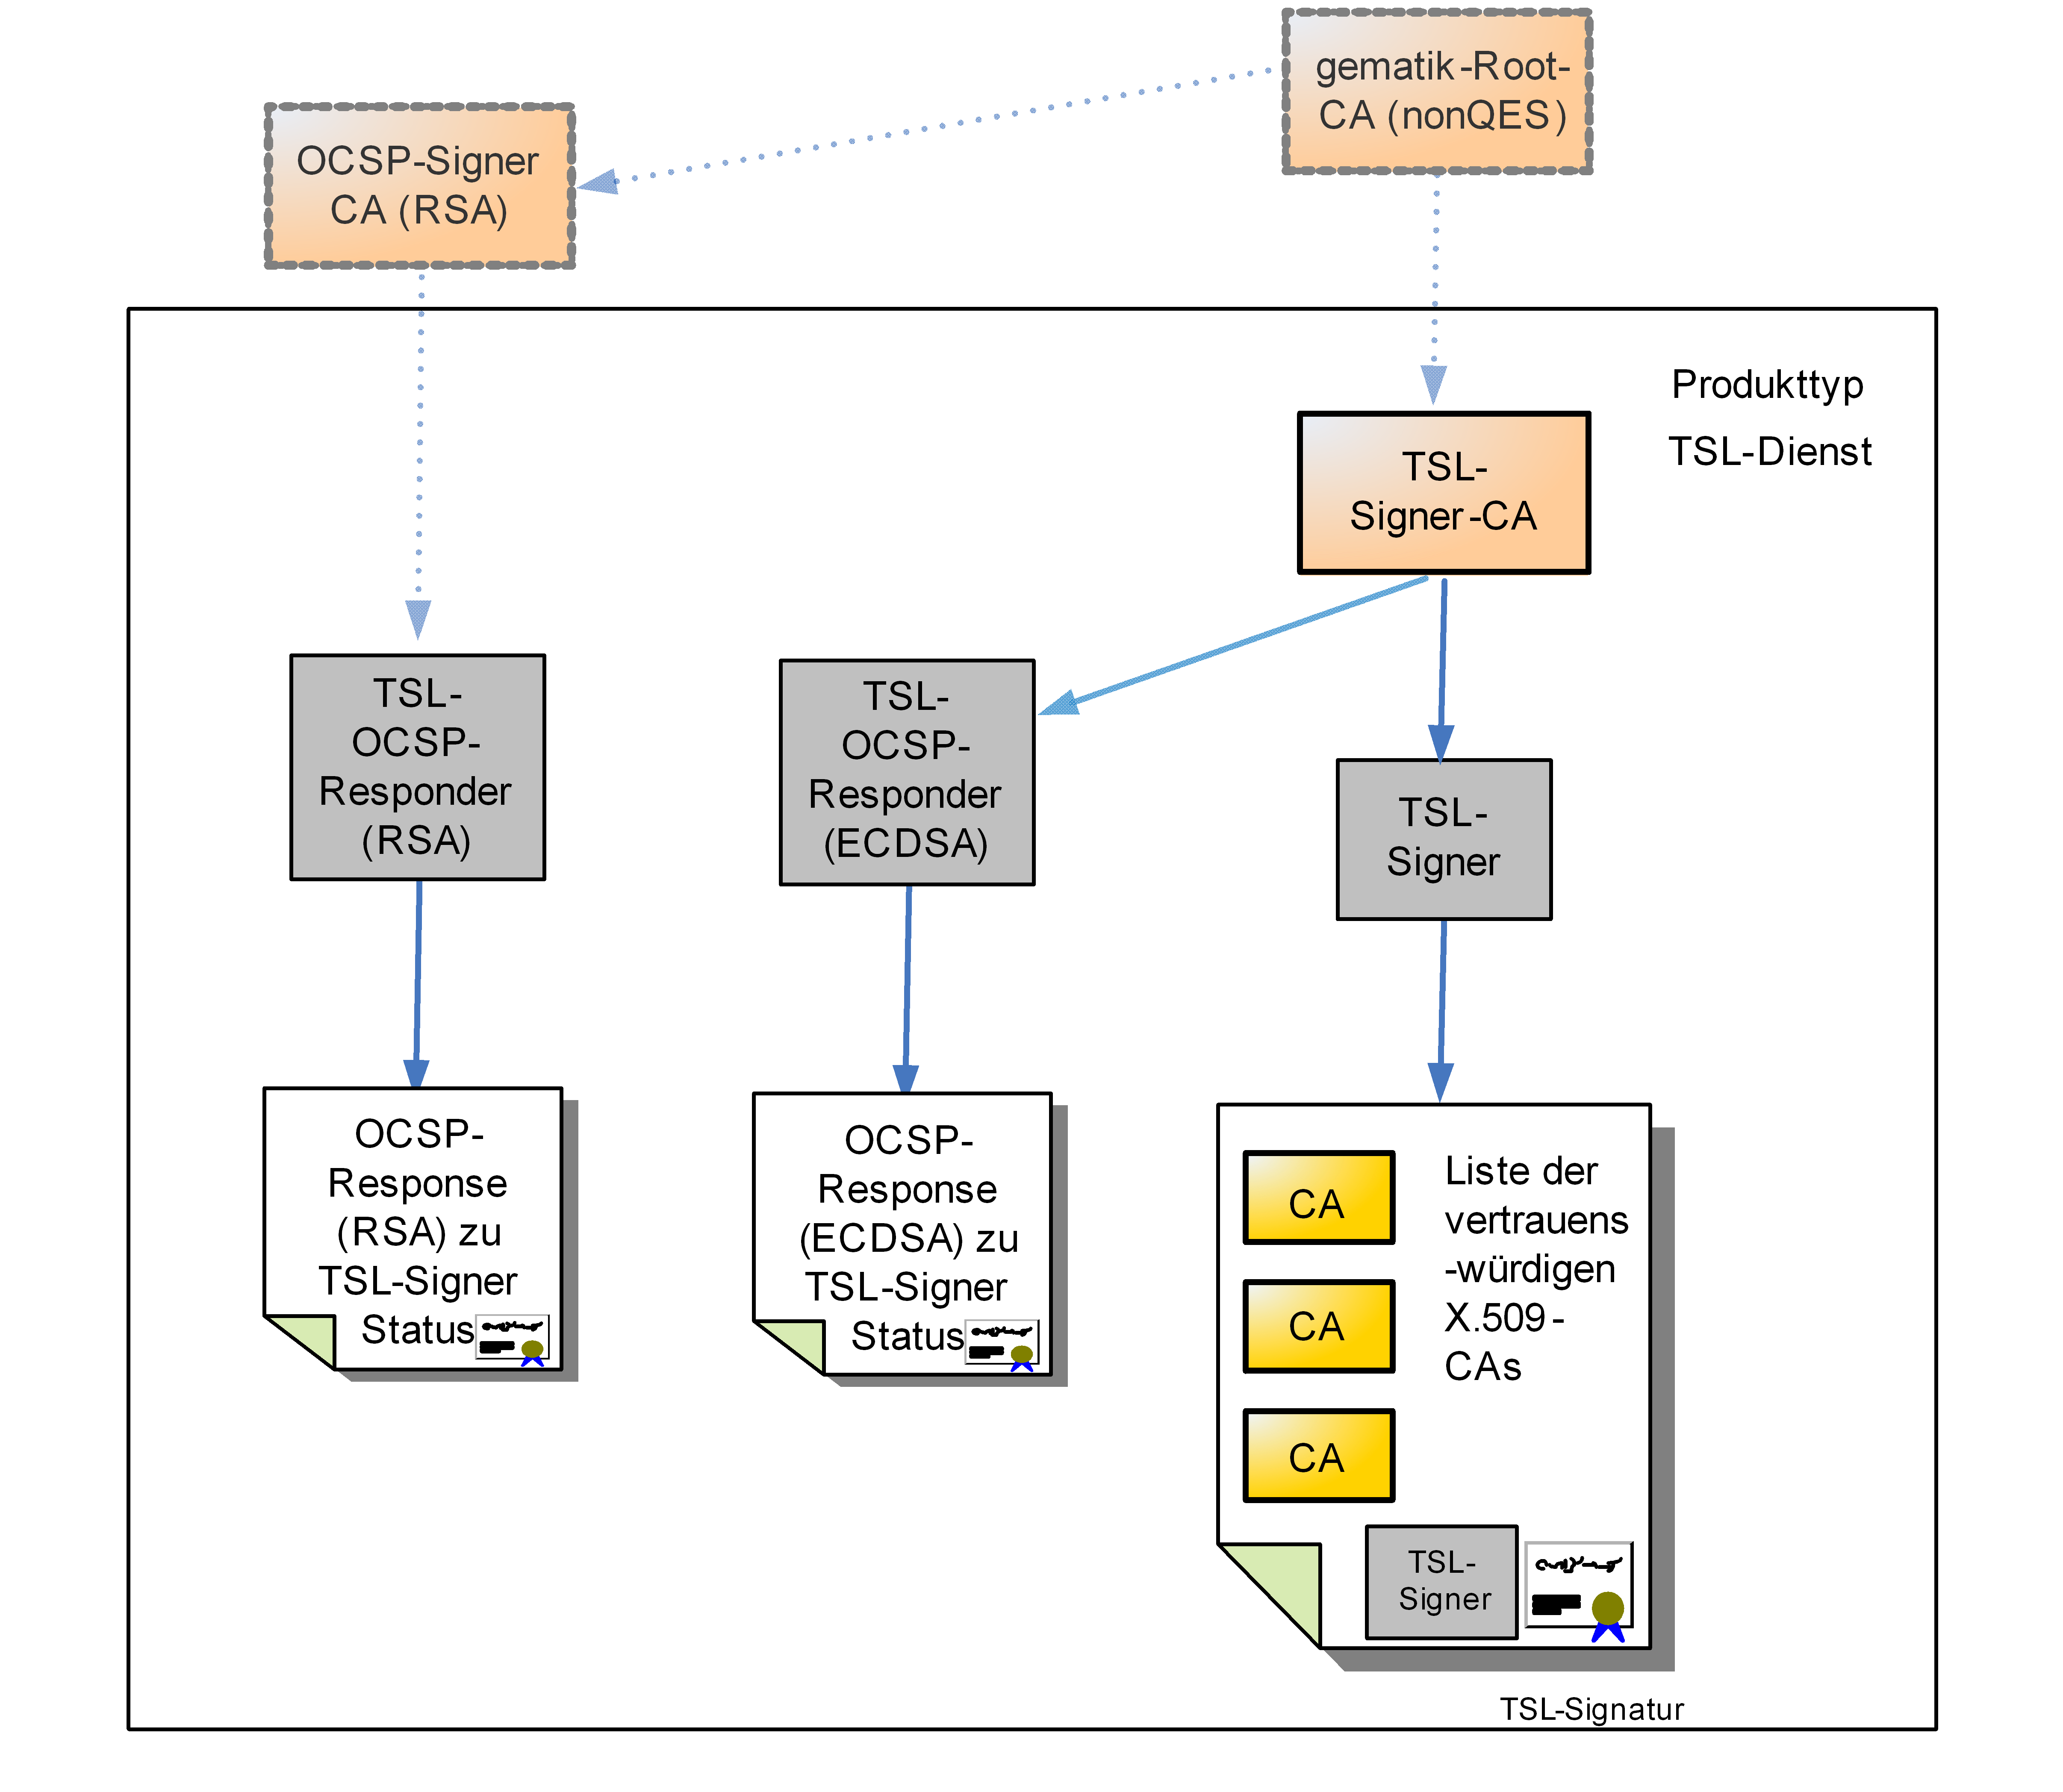 gematik-Root-
CA (nonQES)
OCSP-Signer
CA (RSA)
Produkttyp
TSL-Dienst
TSL-
Signer-CA
TSL-
OCSP-
Responder
(RSA)
TSL-
OCSP-
Responder
(ECDSA)
TSL-
Signer
OCSP-
Response
(RSA) zu
TSL-Signer
Status
OCSP-
Response
(ECDSA) zu
TSL-Signer
Status
CA
CA
CA
Liste der
vertrauens
-würdigen
X.509-
CAs
TSL-
Signer
TSL-Signatur